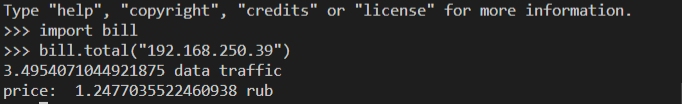 Type "help", "copyright", "credits" or "license" for more information.
>>> import bill
>>> bill.total("192.168.250.39")
3.4954071044921875 data traffic
price:  1.2477035522460938 rub